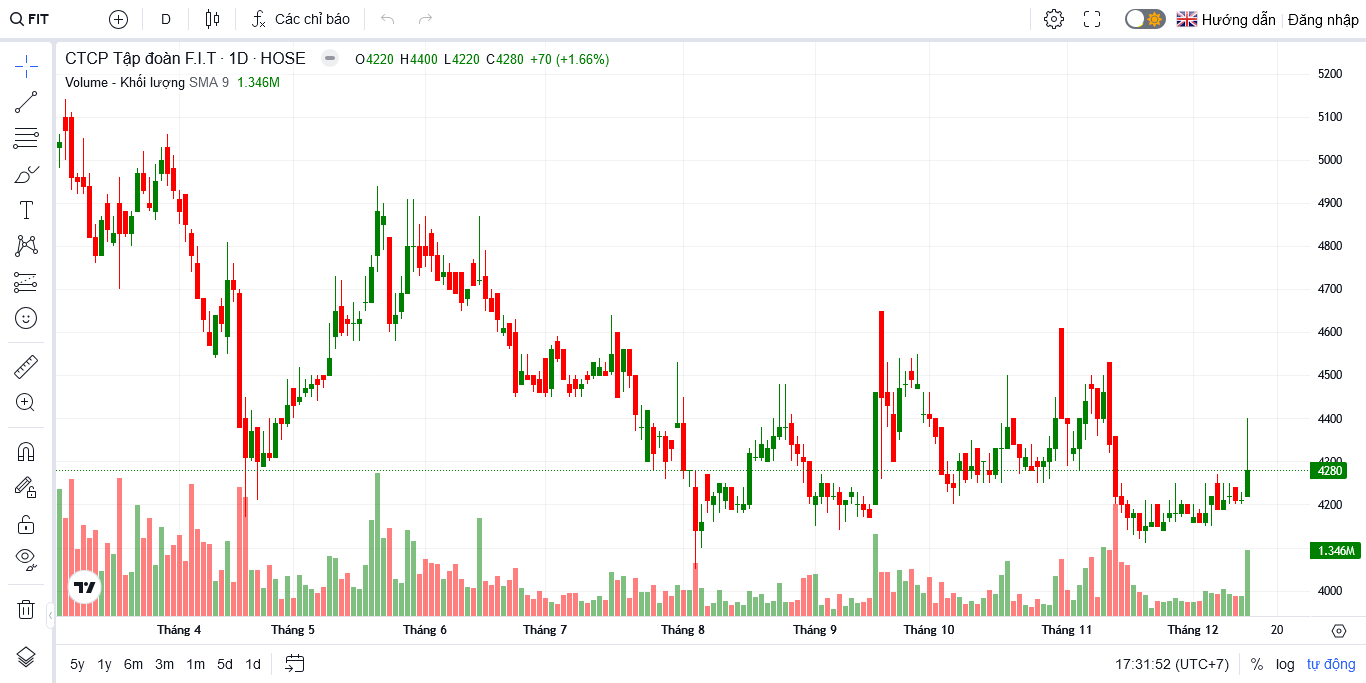 FIT D Các chỉ báo Hướng dẫn Đăng nhập
CTCP Tập đoàn F.I.T · 1D · HOSE O4220 H4400 L4220 C4280 +70 (+1.66%)
Volume - Khối lượng SMA 9 1.346M
5200
5100
5000
4900
4800
4700
4600
4500
4400
4300
4280
4200
1.346M
4000
Tháng 4 Tháng 5 Tháng 6 Tháng 7 Tháng 8 Tháng 9 Tháng 10 Tháng 11 Tháng 12 20
5y 1y 6m 3m 1m 5d 1d 17:31:52 (UTC+7) % log tự động